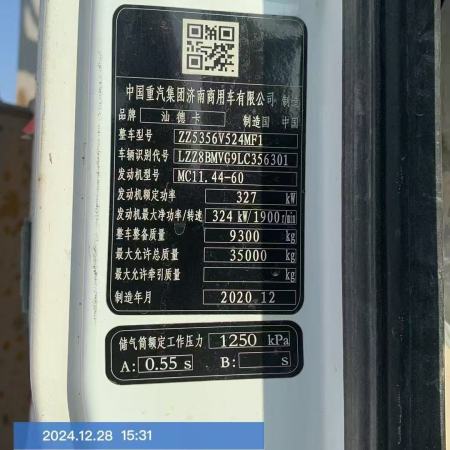 中国重汽集团济南商用车有限公司 制造
品牌 汕德卡 制造国 中国
整车型号 ZZ5356V524MF1
车辆识别代号 LZZ8BMVG9LC356301
发动机型号 MC11.44-60
发动机额定功率 327 kW
发动机最大净功率/转速 324 kW/1900r/min
整车整备质量 9300 kg
最大允许总质量 35000 kg
最大允许牵引质量 kg
制造年月 2020.12
储气筒额定工作压力 1250 kPa
A: 0.55 s B: s
2024.12.28 15:31